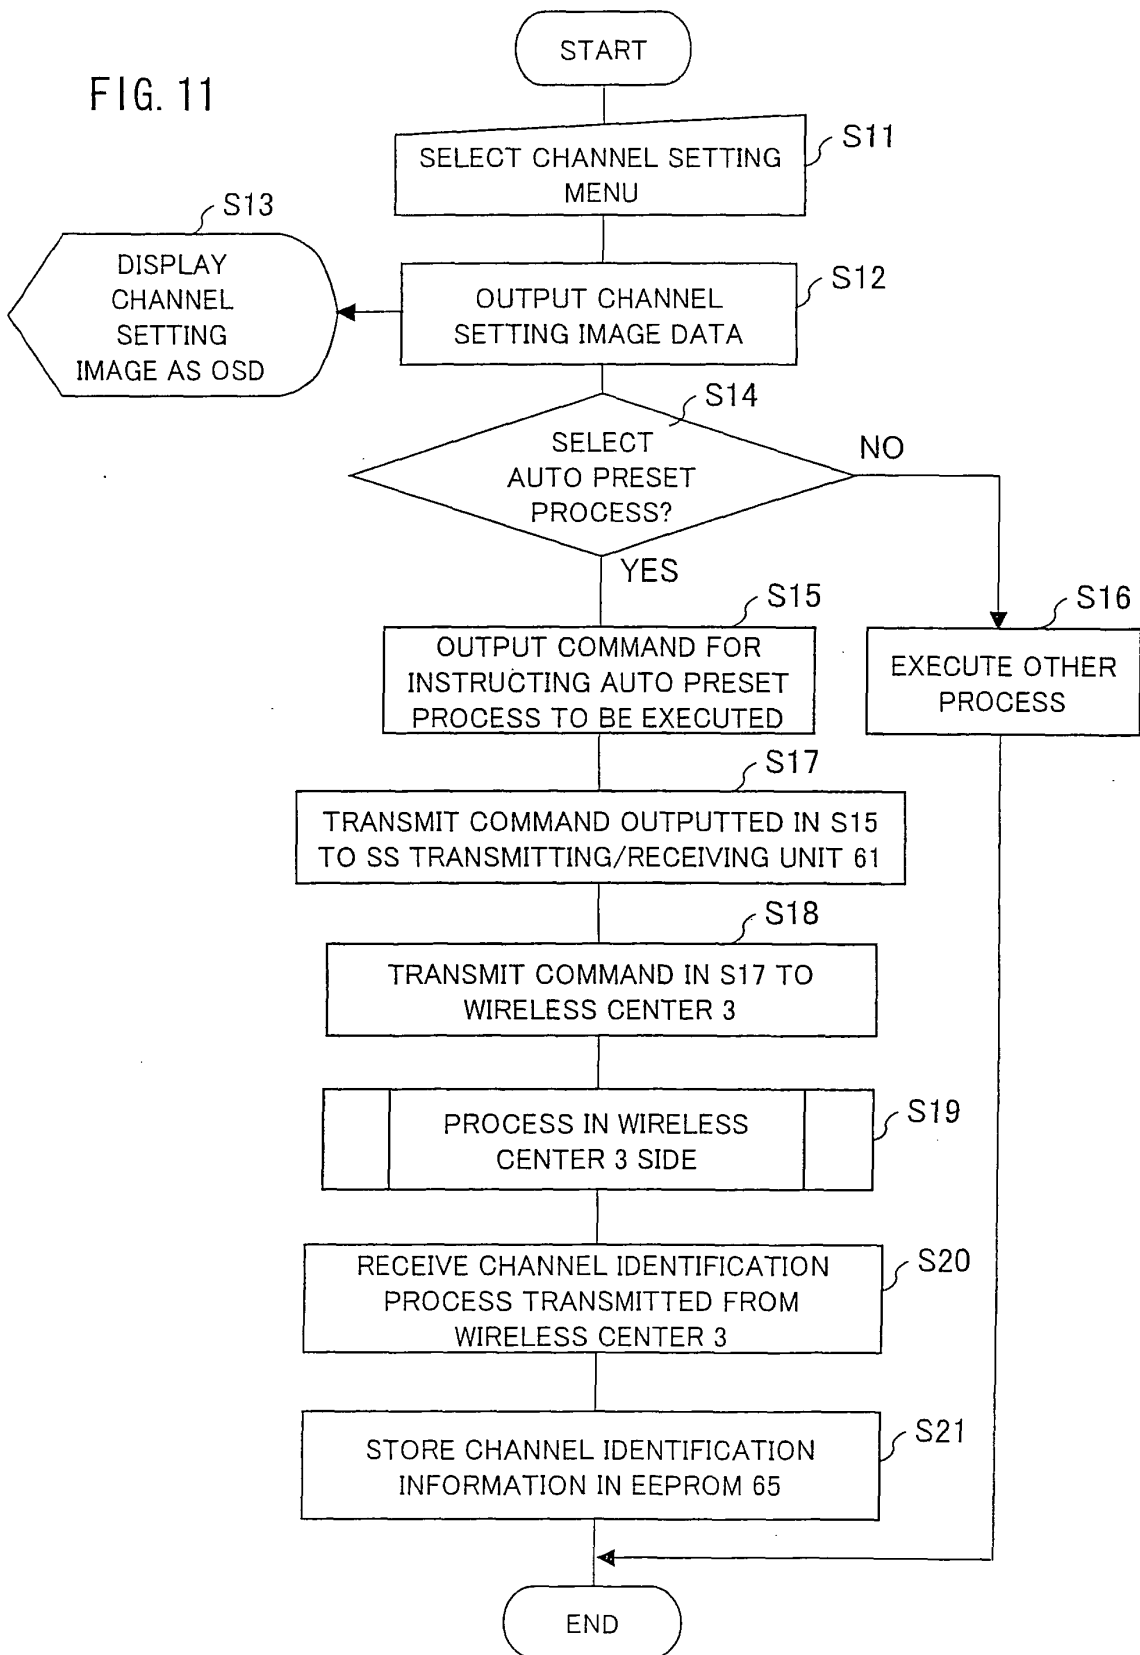 START
FIG. 11
S11
SELECT CHANNEL SETTING
MENU
S13
DISPLAY
CHANNEL
SETTING
IMAGE AS OSD
S12
OUTPUT CHANNEL
SETTING IMAGE DATA
S14
SELECT
AUTO PRESET
PROCESS?
NO
YES
S15
OUTPUT COMMAND FOR
INSTRUCTING AUTO PRESET
PROCESS TO BE EXECUTED
S16
EXECUTE OTHER
PROCESS
S17
TRANSMIT COMMAND OUTPUTTED IN S15
TO SS TRANSMITTING/RECEIVING UNIT 61
S18
TRANSMIT COMMAND IN S17 TO
WIRELESS CENTER 3
S19
PROCESS IN WIRELESS
CENTER 3 SIDE
S20
RECEIVE CHANNEL IDENTIFICATION
PROCESS TRANSMITTED FROM
WIRELESS CENTER 3
S21
STORE CHANNEL IDENTIFICATION
INFORMATION IN EEPROM 65
END